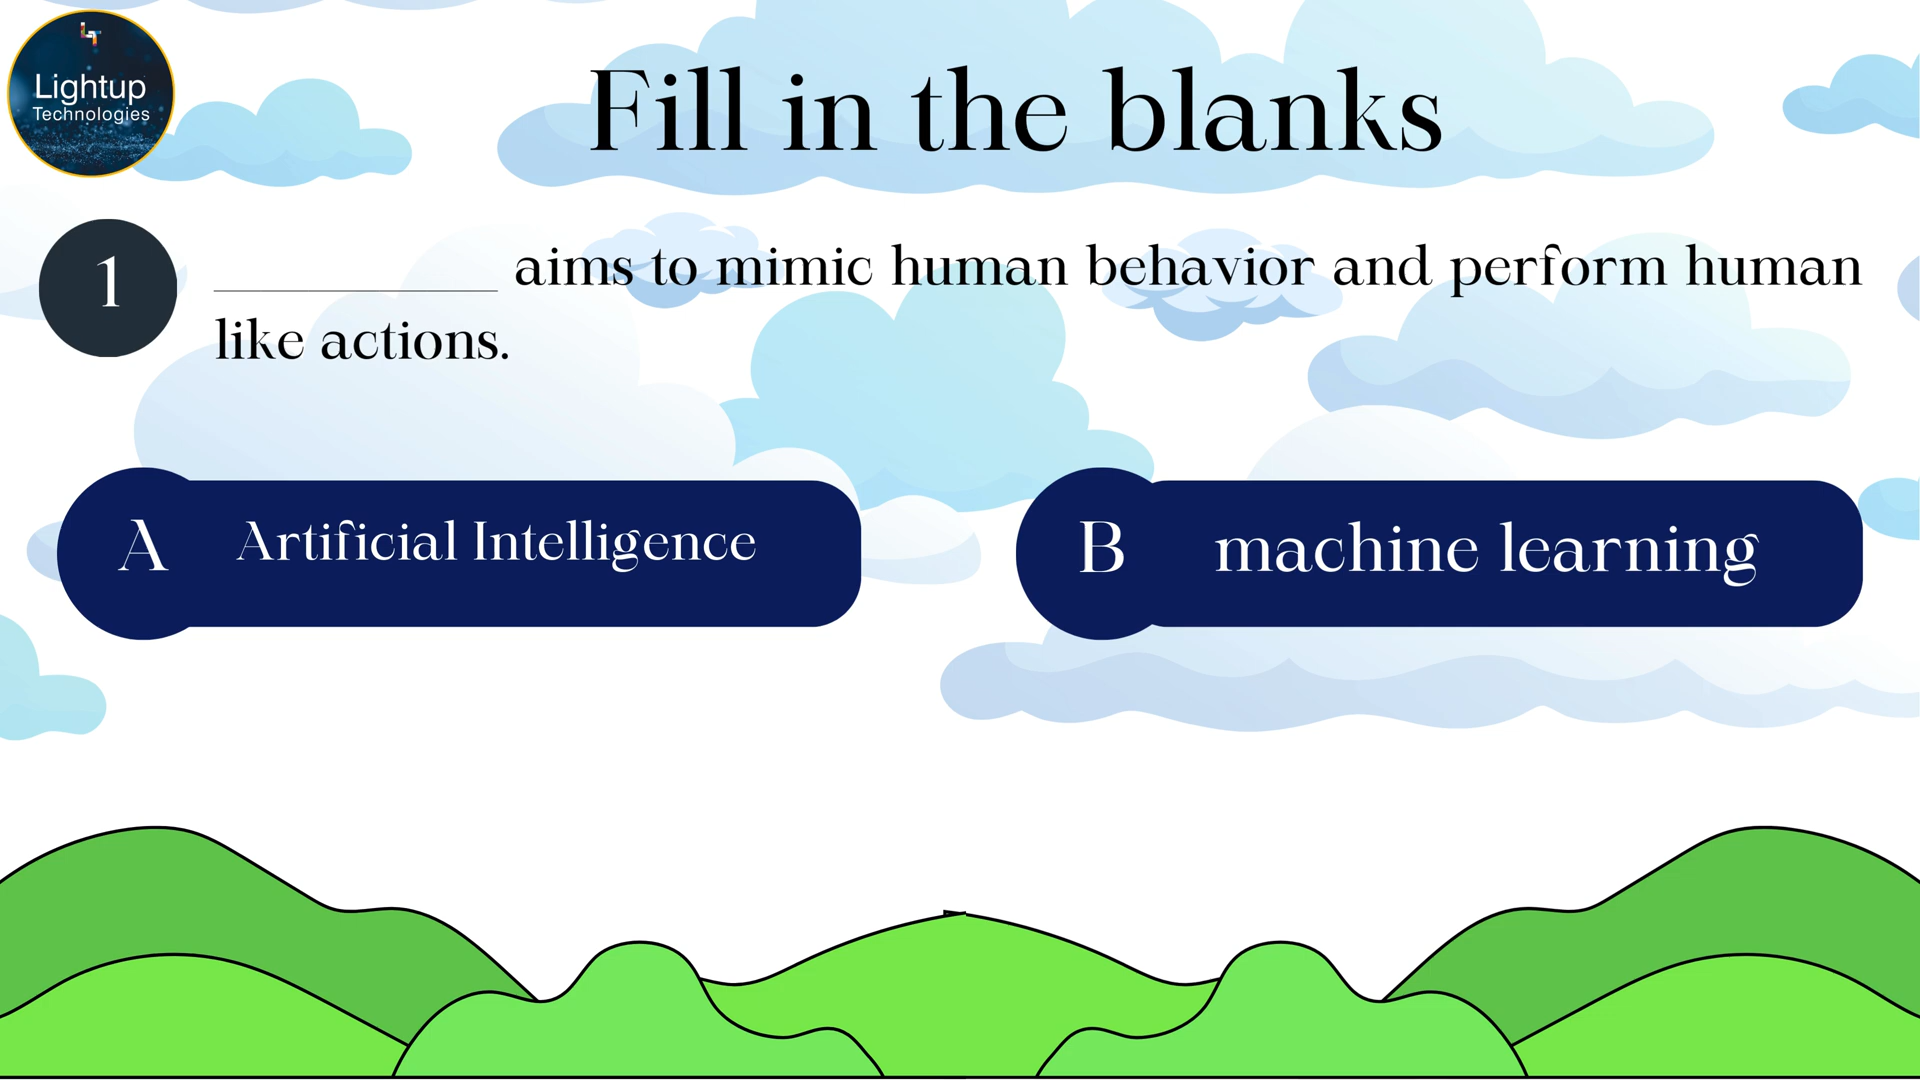 Lightup
Technologies
Fill in the blanks
1
__________ aims to mimic human behavior and perform human
like actions.
A Artificial Intelligence
B machine learning